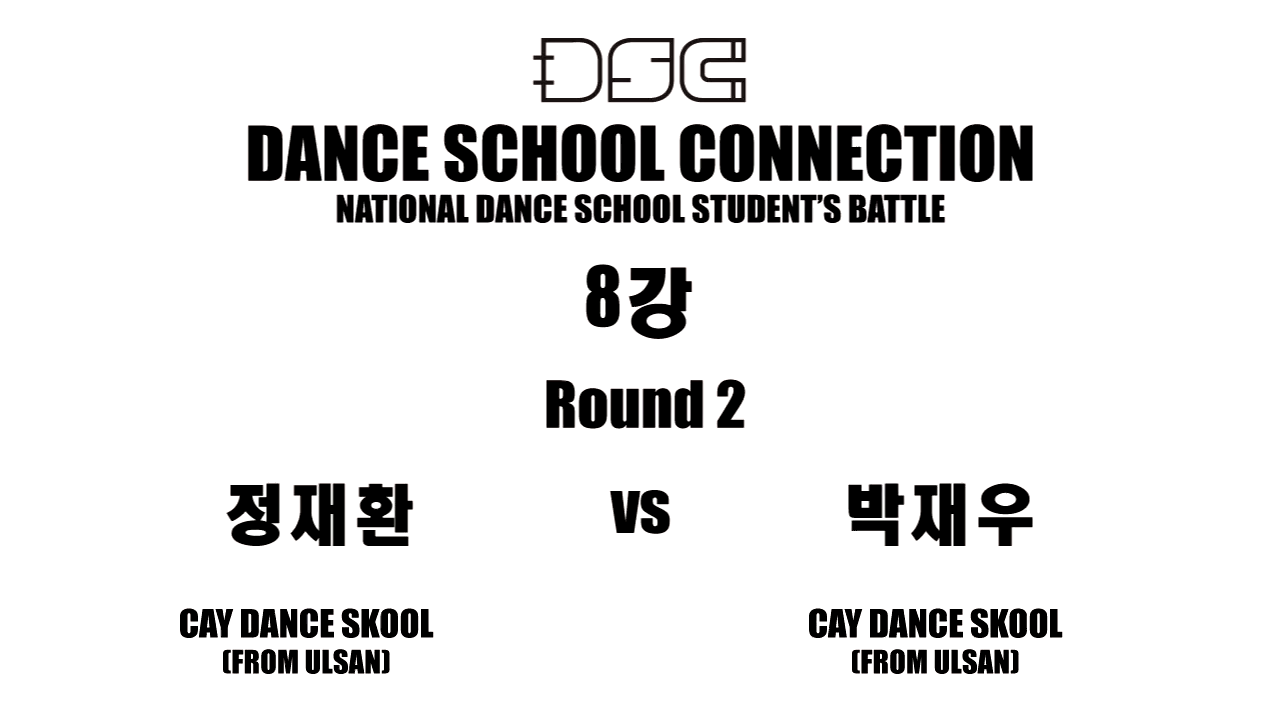 DSC
DANCE SCHOOL CONNECTION
NATIONAL DANCE SCHOOL STUDENT'S BATTLE
8강
Round 2
정재환 VS 박재우
CAY DANCE SKOOL CAY DANCE SKOOL
(FROM ULSAN) (FROM ULSAN)